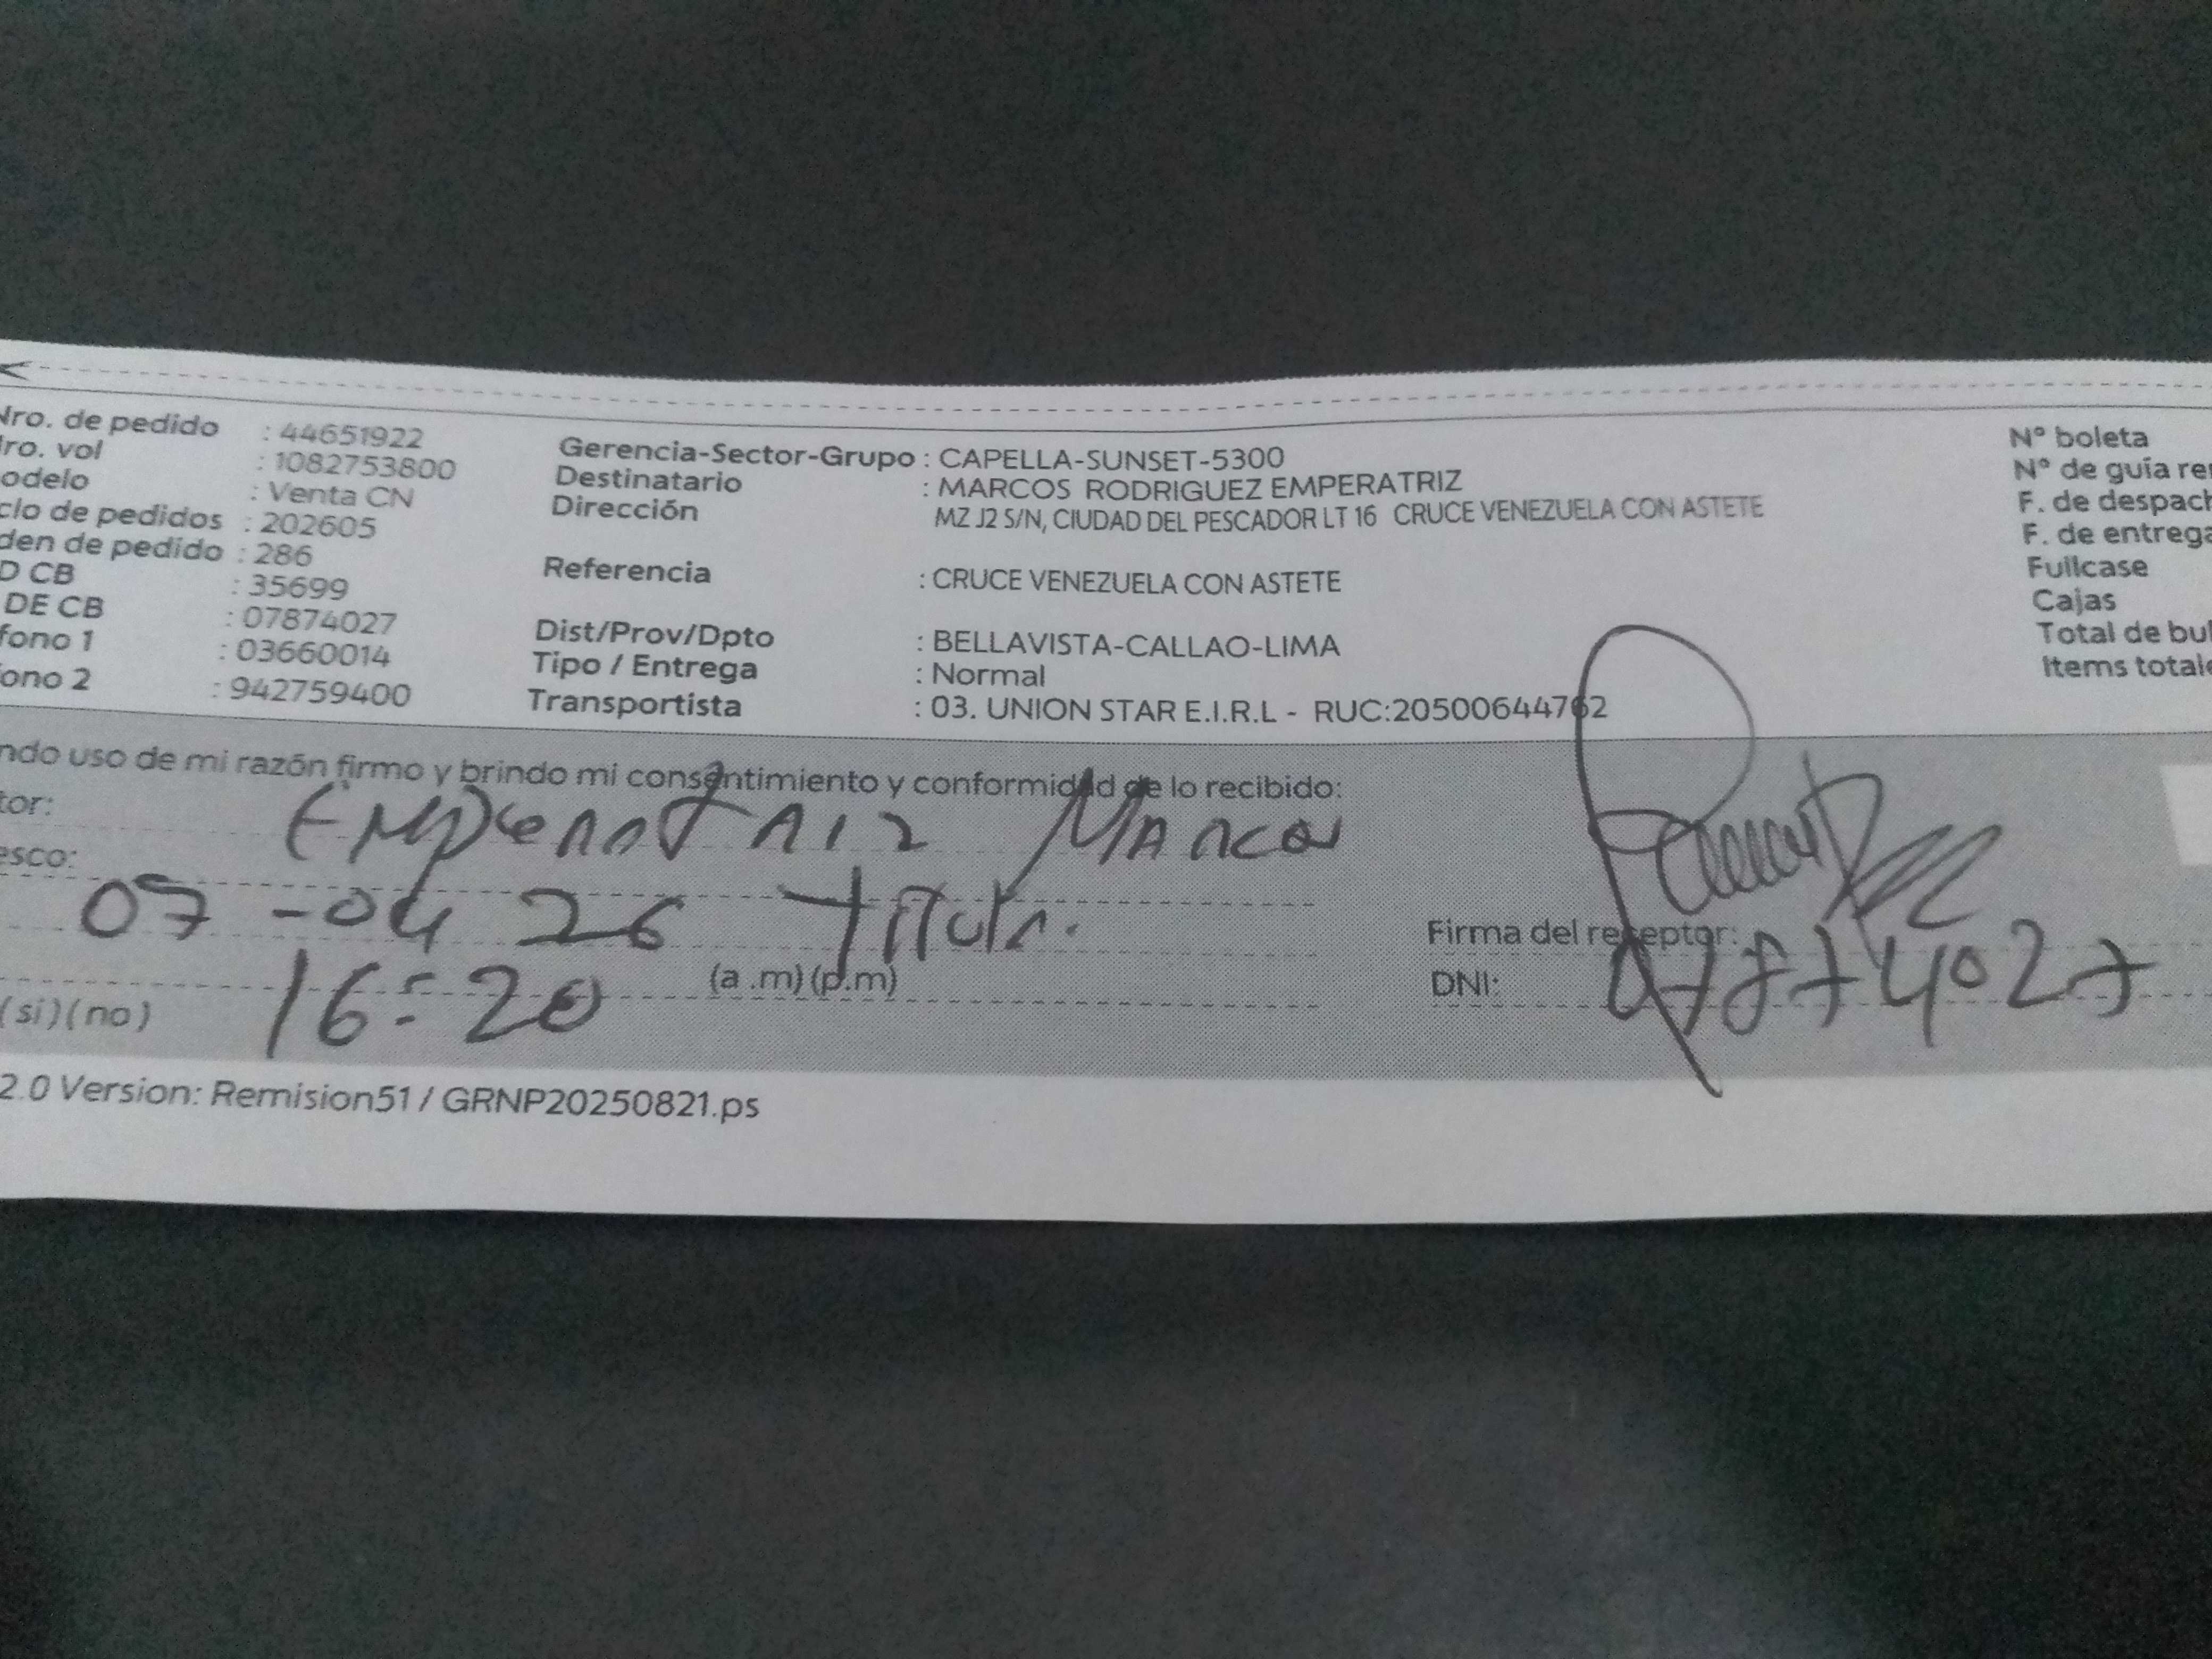 Nro. de pedido : 44651922
Nro. vol : 1082753800
odelo : Venta CN
clo de pedidos : 202605
den de pedido : 286
D CB : 35699
DE CB : 07874027
fono 1 : 03660014
fono 2 : 942759400
Gerencia-Sector-Grupo : CAPELLA-SUNSET-5300
Destinatario : MARCOS RODRIGUEZ EMPERATRIZ
Dirección MZ J2 S/N, CIUDAD DEL PESCADOR LT 16 CRUCE VENEZUELA CON ASTETE
Referencia : CRUCE VENEZUELA CON ASTETE
Dist/Prov/Dpto : BELLAVISTA-CALLAO-LIMA
Tipo / Entrega : Normal
Transportista : 03. UNION STAR E.I.R.L - RUC:20500644762
Nº boleta
Nº de guía re
F. de despach
F. de entrega
Fullcase
Cajas
Total de bul
Items totale
ndo uso de mi razón firmo y brindo mi consentimiento y conformidad de lo recibido:
tor: Emperatriz Marcos
esco:
07-04 26 Titular.
16:20 (a.m) (p.m)
(si) (no)
Firma del receptor:
DNI: 07874027
2.0 Version: Remision51 / GRNP20250821.ps